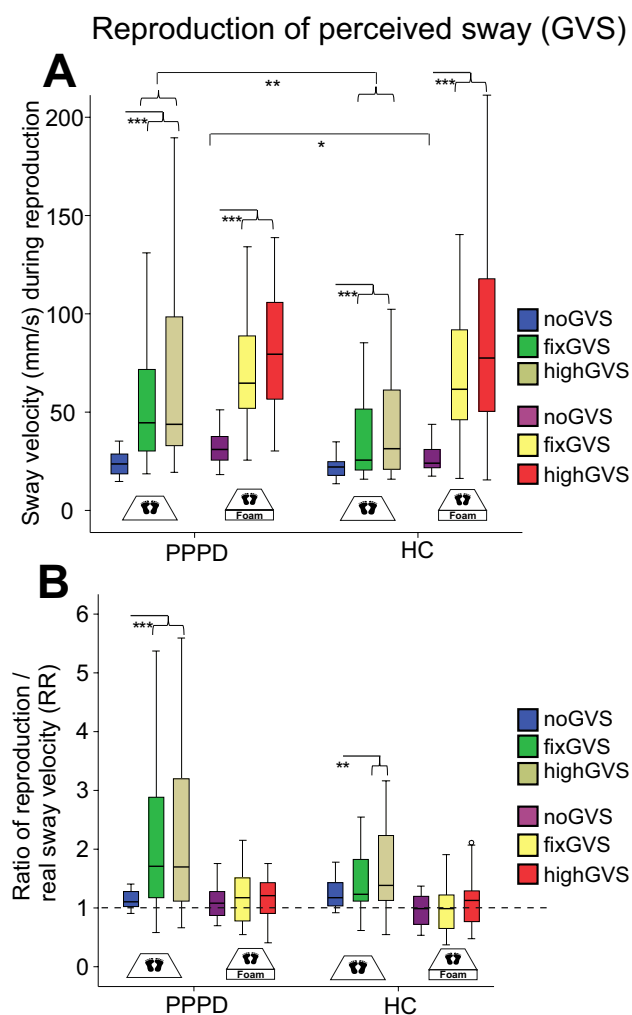 Reproduction of perceived sway (GVS)
A
Sway velocity (mm/s) during reproduction
200
150
100
50
0
***
**
*
***
***
***
Foam
Foam
PPPD
HC
noGVS
fixGVS
highGVS
noGVS
fixGVS
highGVS
B
Ratio of reproduction /
real sway velocity (RR)
6
5
4
3
2
1
0
***
**
Foam
Foam
PPPD
HC
noGVS
fixGVS
highGVS
noGVS
fixGVS
highGVS